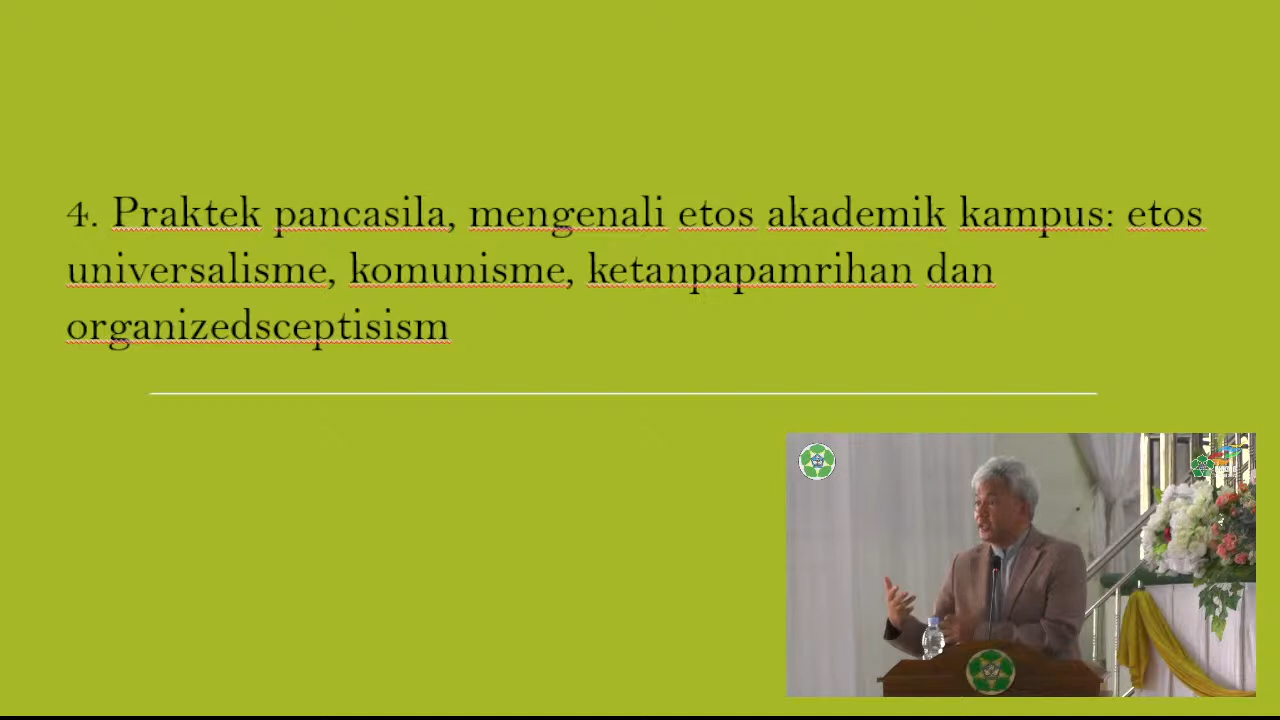 4. Praktek pancasila, mengenali etos akademik kampus: etos
universalisme, komunisme, ketanpapamrihan dan
organizedsceptisism